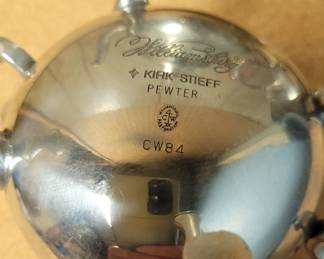 Williamsburg
KIRK STIEFF
PEWTER
CW84